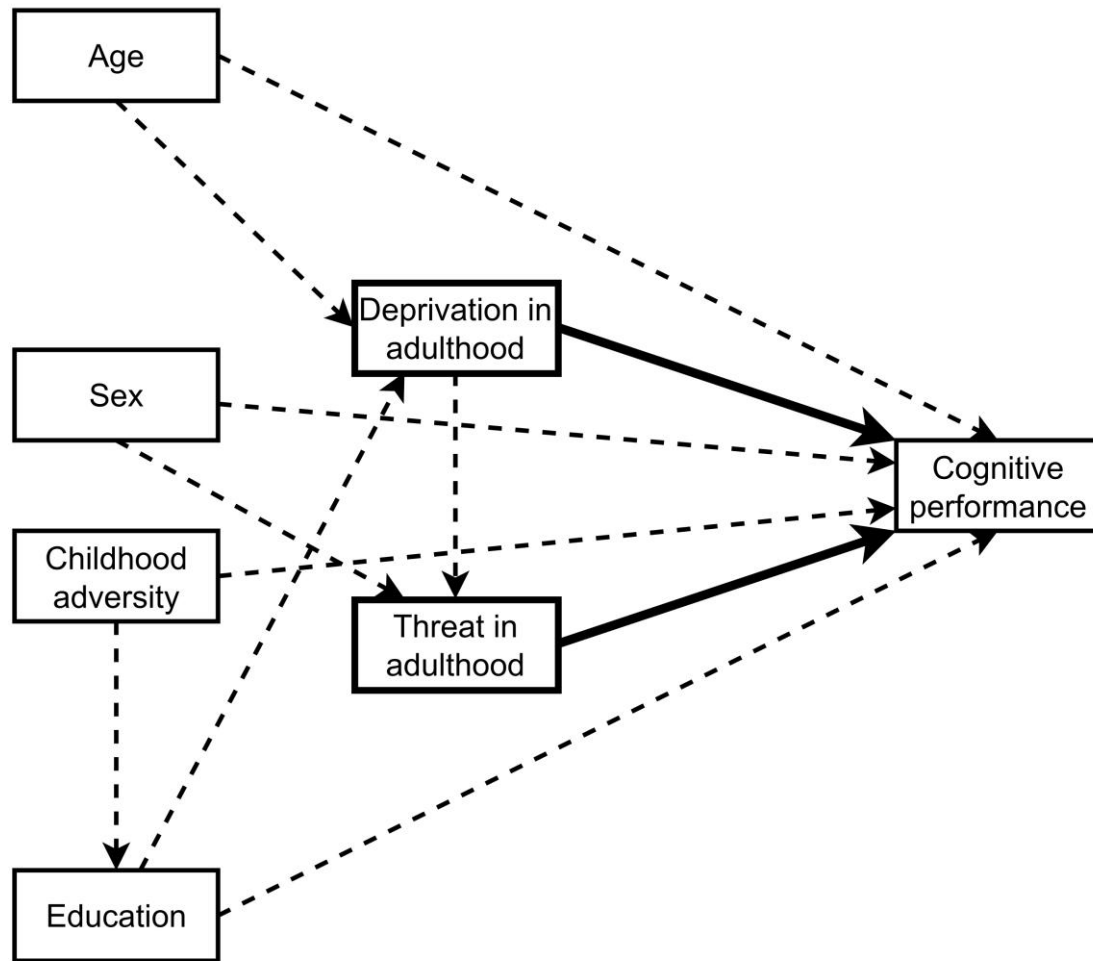 Age
Deprivation in
adulthood
Sex
Cognitive
performance
Childhood
adversity
Threat in
adulthood
Education